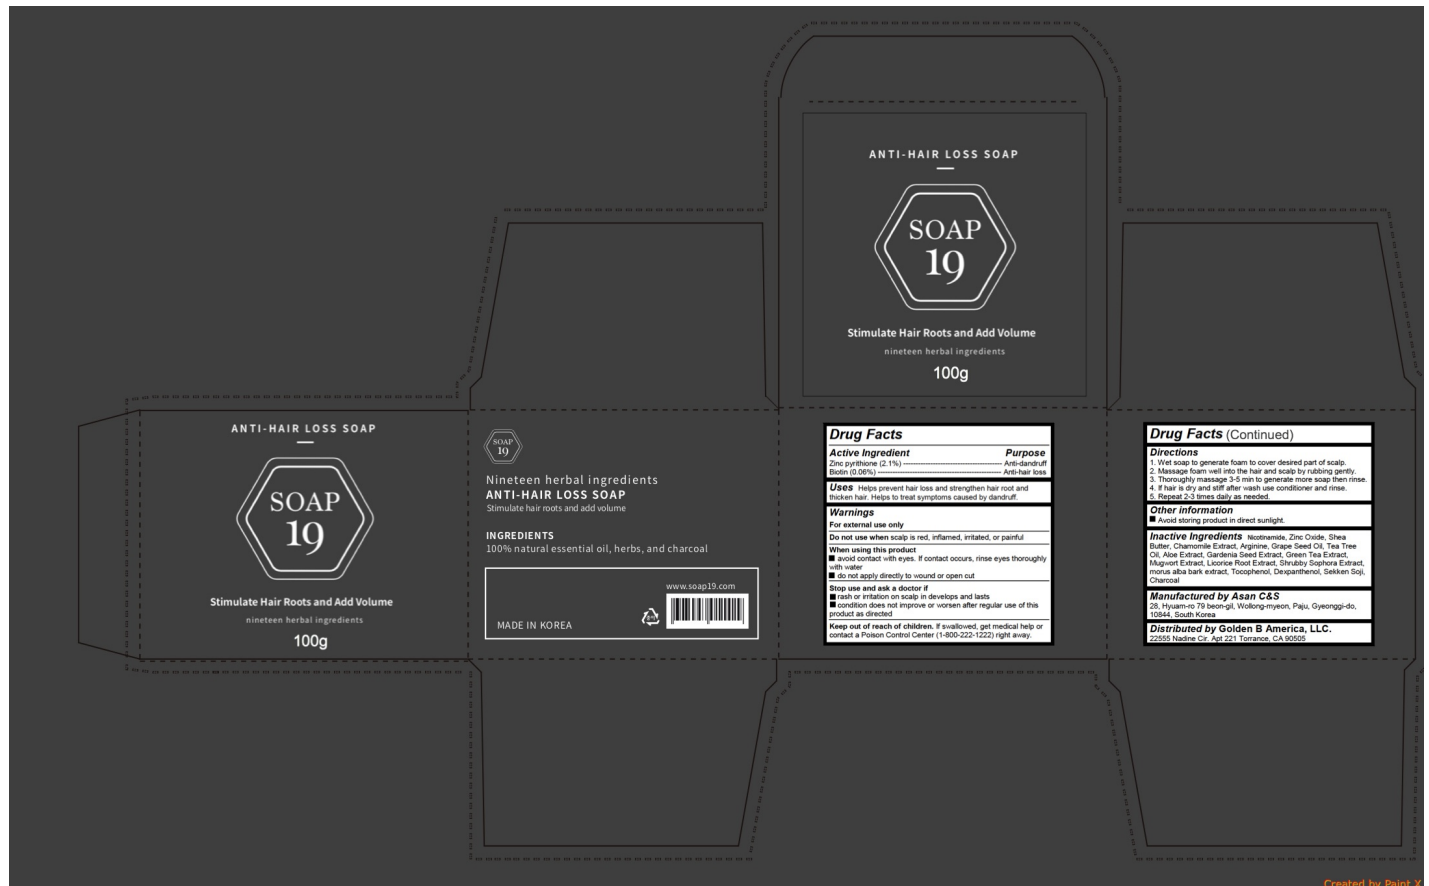 ANTI-HAIR LOSS SOAP
SOAP
19
Stimulate Hair Roots and Add Volume
nineteen herbal ingredients
100g
ANTI-HAIR LOSS SOAP
SOAP
19
Stimulate Hair Roots and Add Volume
nineteen herbal ingredients
100g
SOAP
19
Nineteen herbal ingredients
ANTI-HAIR LOSS SOAP
Stimulate hair roots and add volume
INGREDIENTS
100% natural essential oil, herbs, and charcoal
www.soap19.com
MADE IN KOREA
Drug Facts
Active Ingredient Purpose
Zinc pyrithione (2.1%) Anti-dandruff
Biotin (0.06%) Anti-hair loss
Uses Helps prevent hair loss and strengthen hair root and
thicken hair. Helps to treat symptoms caused by dandruff.
Warnings
For external use only
Do not use when scalp is red, inflamed, irritated, or painful
When using this product
■ avoid contact with eyes. If contact occurs, rinse eyes thoroughly
with water
■ do not apply directly to wound or open cut
Stop use and ask a doctor if
■ rash or irritation on scalp in develops and lasts
■ condition does not improve or worsen after regular use of this
product as directed
Keep out of reach of children. If swallowed, get medical help or
contact a Poison Control Center (1-800-222-1222) right away.
Drug Facts (Continued)
Directions
1. Wet soap to generate foam to cover desired part of scalp.
2. Massage foam well into the hair and scalp by rubbing gently.
3. Thoroughly massage 3-5 min to generate more soap then rinse.
4. If hair is dry and stiff after wash use conditioner and rinse.
5. Repeat 2-3 times daily as needed.
Other information
■ Avoid storing product in direct sunlight.
Inactive Ingredients Nicotinamide, Zinc Oxide, Shea
Butter, Chamomile Extract, Arginine, Grape Seed Oil, Tea Tree
Oil, Aloe Extract, Gardenia Seed Extract, Green Tea Extract,
Mugwort Extract, Licorice Root Extract, Shrubby Sophora Extract,
morus alba bark extract, Tocophenol, Dexpanthenol, Sekken Soji,
Charcoal
Manufactured by Asan C&S
28, Hyuam-ro 79 beon-gil, Wollong-myeon, Paju, Gyeonggi-do,
10844, South Korea
Distributed by Golden B America, LLC.
22555 Nadine Cir. Apt 221 Torrance, CA 90505
Created by Paint X